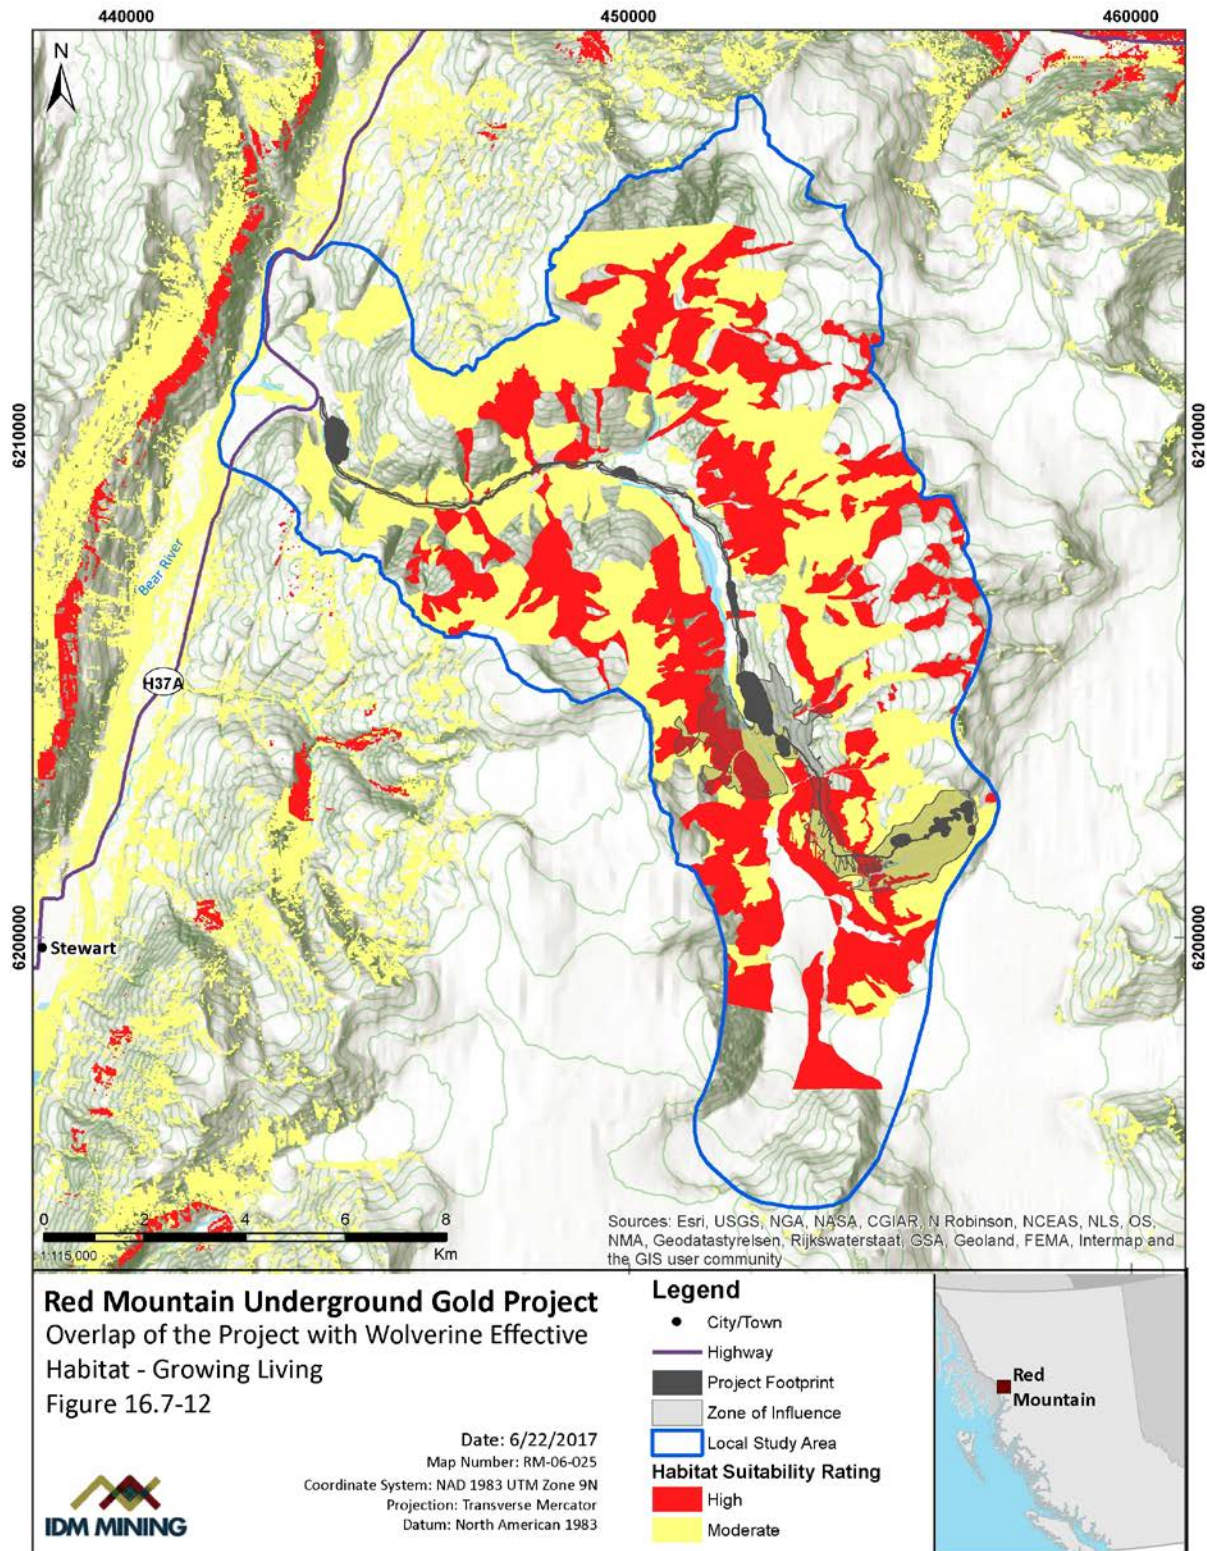 440000
450000
460000
N
6210000
6210000
Bear River
H37A
6200000
6200000
Stewart
0 2 4 6 8
Km
1:115,000
Sources: Esri, USGS, NGA, NASA, CGIAR, N Robinson, NCEAS, NLS, OS,
NMA, Geodatastyrelsen, Rijkswaterstaat, GSA, Geoland, FEMA, Intermap and
the GIS user community
Red Mountain Underground Gold Project
Overlap of the Project with Wolverine Effective
Habitat - Growing Living
Figure 16.7-12
Date: 6/22/2017
Map Number: RM-06-025
Coordinate System: NAD 1983 UTM Zone 9N
Projection: Transverse Mercator
Datum: North American 1983
IDM MINING
Legend
City/Town
Highway
Project Footprint
Zone of Influence
Local Study Area
Habitat Suitability Rating
High
Moderate
Red
Mountain